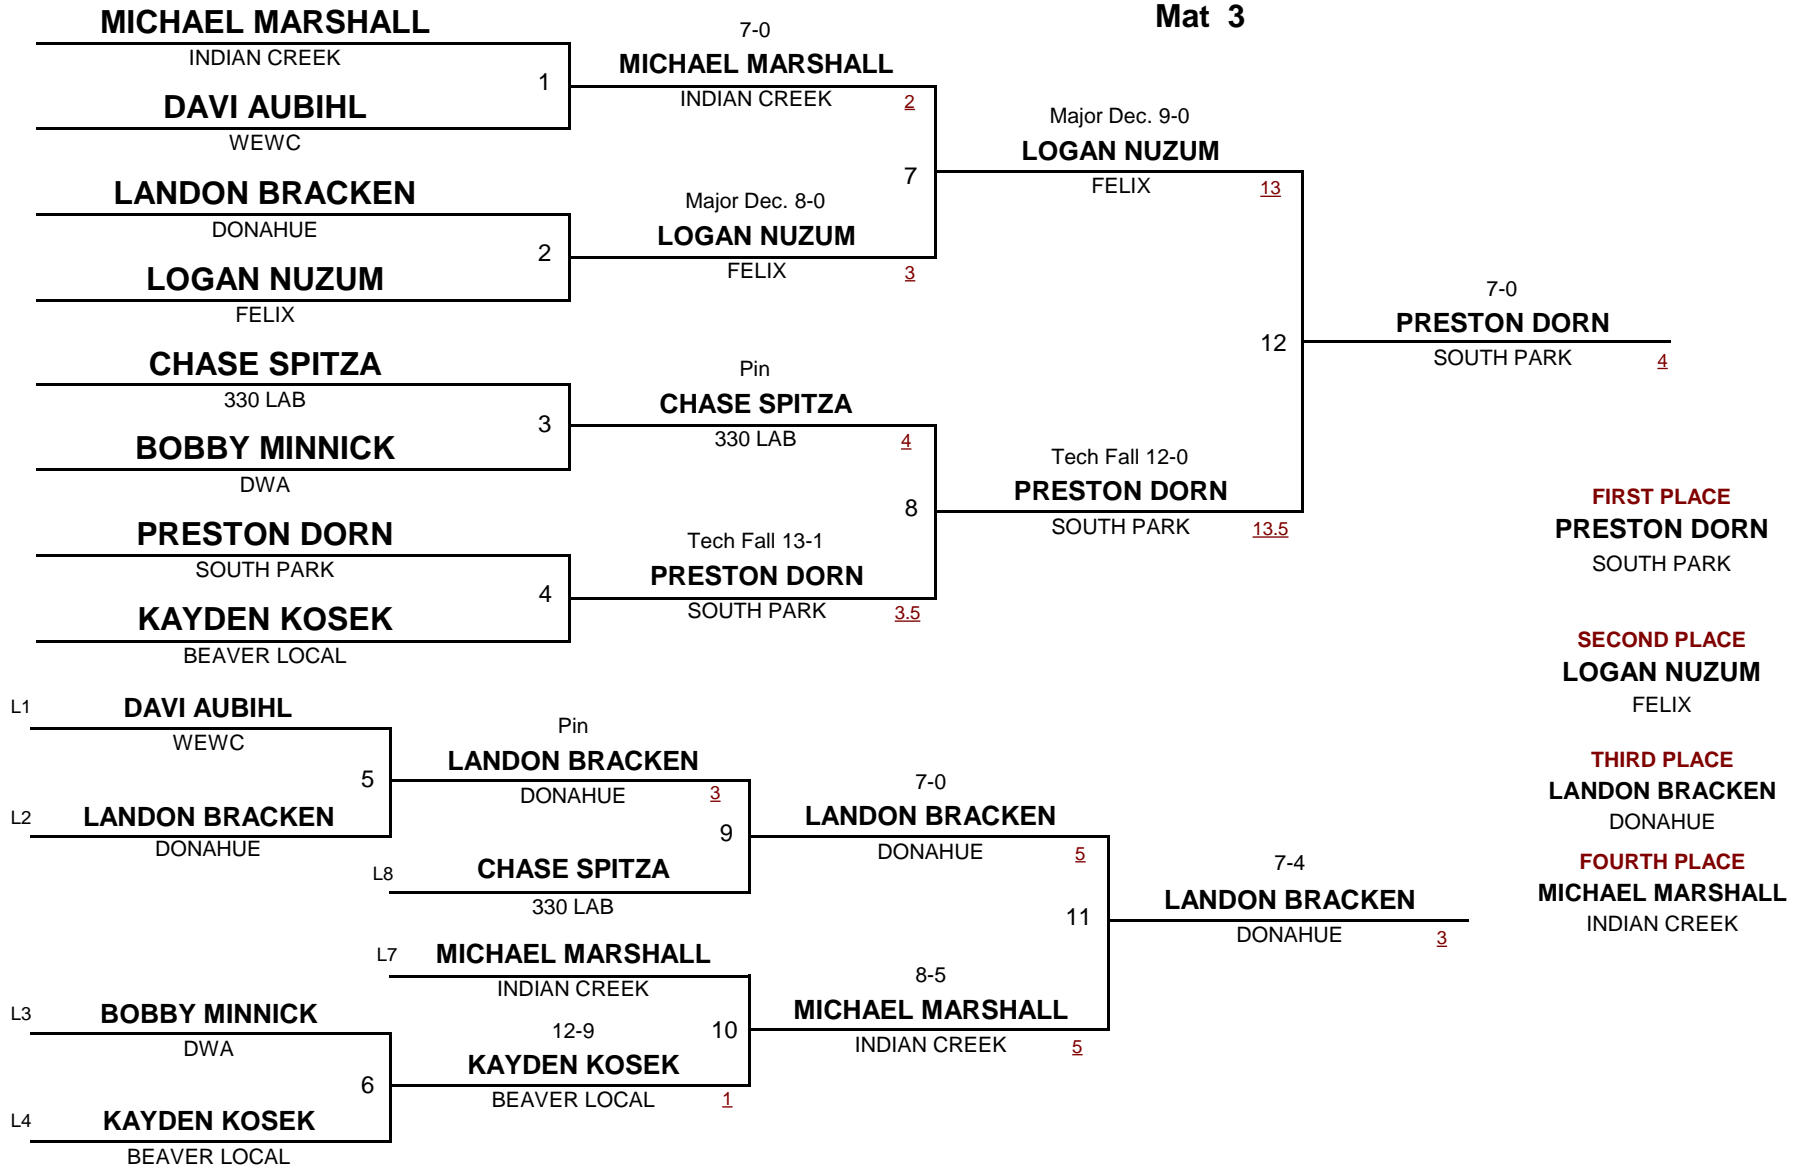 Mat 3
MICHAEL MARSHALL
INDIAN CREEK
1
DAVI AUBIHL
WEWC
LANDON BRACKEN
DONAHUE
2
LOGAN NUZUM
FELIX
CHASE SPITZA
330 LAB
3
BOBBY MINNICK
DWA
PRESTON DORN
SOUTH PARK
4
KAYDEN KOSEK
BEAVER LOCAL
7-0
MICHAEL MARSHALL
INDIAN CREEK 2
7
Major Dec. 8-0
LOGAN NUZUM
FELIX 3
Pin
CHASE SPITZA
330 LAB 4
8
Tech Fall 13-1
PRESTON DORN
SOUTH PARK 3.5
Major Dec. 9-0
LOGAN NUZUM
FELIX 13
12
Tech Fall 12-0
PRESTON DORN
SOUTH PARK 13.5
7-0
PRESTON DORN
SOUTH PARK 4
FIRST PLACE
PRESTON DORN
SOUTH PARK
SECOND PLACE
LOGAN NUZUM
FELIX
THIRD PLACE
LANDON BRACKEN
DONAHUE
FOURTH PLACE
MICHAEL MARSHALL
INDIAN CREEK
L1 DAVI AUBIHL
WEWC
5
L2 LANDON BRACKEN
DONAHUE
L3 BOBBY MINNICK
DWA
6
L4 KAYDEN KOSEK
BEAVER LOCAL
Pin
LANDON BRACKEN
DONAHUE 3
9
L8 CHASE SPITZA
330 LAB
L7 MICHAEL MARSHALL
INDIAN CREEK
10
12-9
KAYDEN KOSEK
BEAVER LOCAL 1
7-0
LANDON BRACKEN
DONAHUE 5
11
8-5
MICHAEL MARSHALL
INDIAN CREEK 5
7-4
LANDON BRACKEN
DONAHUE 3